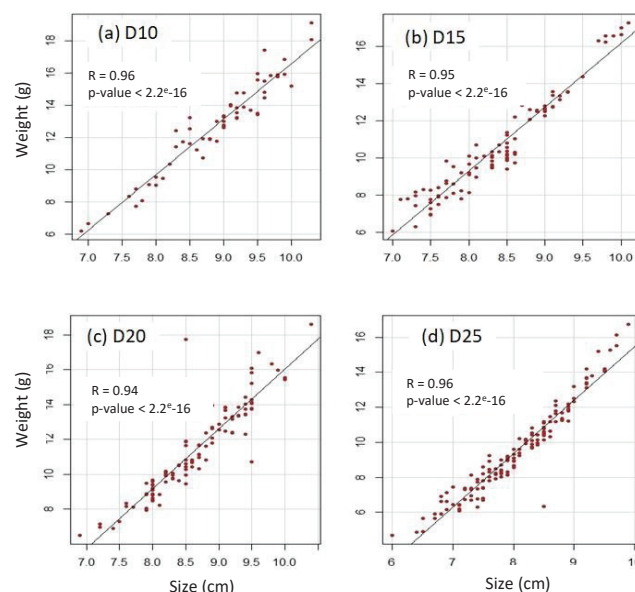 (a) D10
R = 0.96
p-value < 2.2e-16
Weight (g)
6 8 10 12 14 16 18
7.0 7.5 8.0 8.5 9.0 9.5 10.0
(b) D15
R = 0.95
p-value < 2.2e-16
6 8 10 12 14 16
7.0 7.5 8.0 8.5 9.0 9.5 10.0
(c) D20
R = 0.94
p-value < 2.2e-16
Weight (g)
8 10 12 14 16 18
7.0 7.5 8.0 8.5 9.0 9.5 10.0
Size (cm)
(d) D25
R = 0.96
p-value < 2.2e-16
6 8 10 12 14 16
6 7 8 9 10
Size (cm)